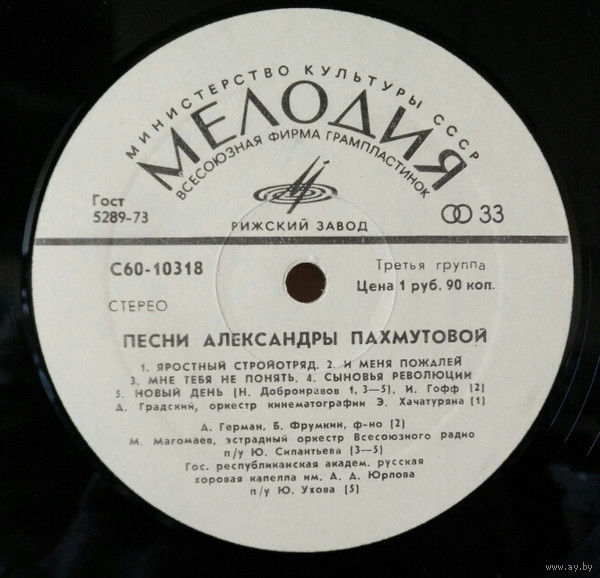 МИНИСТЕРСТВО КУЛЬТУРЫ СССР
МЕЛОДИЯ
ВСЕСОЮЗНАЯ ФИРМА ГРАМПЛАСТИНОК
Гост
5289-73
РИЖСКИЙ ЗАВОД
33
С60-10318
Третья группа
Цена 1 руб. 90 коп.
СТЕРЕО
ПЕСНИ АЛЕКСАНДРЫ ПАХМУТОВОЙ
1. ЯРОСТНЫЙ СТРОЙОТРЯД. 2. И МЕНЯ ПОЖАЛЕЙ
3. МНЕ ТЕБЯ НЕ ПОНЯТЬ. 4. СЫНОВЬЯ РЕВОЛЮЦИИ
5. НОВЫЙ ДЕНЬ (Н. Добронравов 1, 3—5), И. Гофф (2)
А. Градский, оркестр кинематографии Э. Хачатуряна (1)
А. Герман, Б. Фрумкин, ф-но (2)
М. Магомаев, эстрадный оркестр Всесоюзного радио
п/у Ю. Силантьева (3—5)
Гос. республиканская академ. русская
хоровая капелла им. А. А. Юрлова
п/у Ю. Ухова (5)
www.ay.by